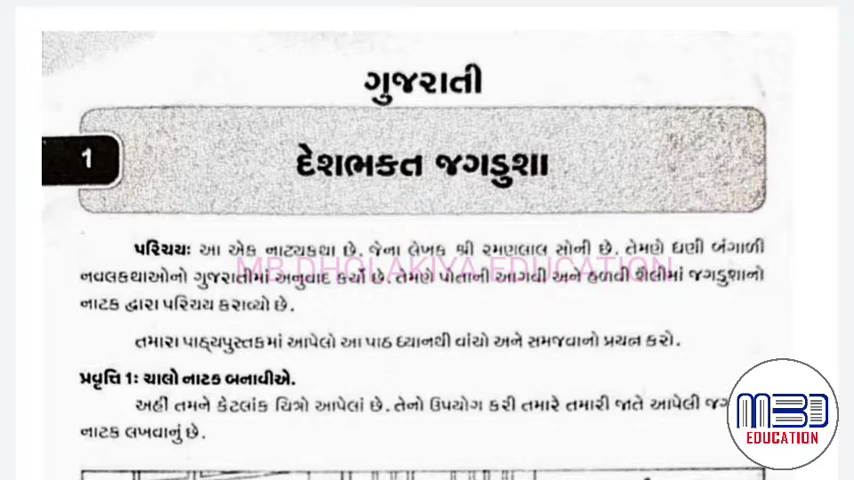 ગુજરાતી
1
દેશભક્ત જગડુશા
પરિચય: આ એક નાટ્યકથા છે. જેના લેખક શ્રી રમણલાલ સોની છે. તેમણે ઘણી બંગાળી
નવલકથાઓનો ગુજરાતીમાં અનુવાદ કર્યો છે. તેમણે પોતાની આગવી અને હળવી શૈલીમાં જગડુશાનો
MB DHOLAKIYA EDUCATION
નાટક દ્વારા પરિચય કરાવ્યો છે.
તમારા પાઠ્યપુસ્તકમાં આપેલો આ પાઠ ધ્યાનથી વાંચો અને સમજવાનો પ્રયત્ન કરો.
પ્રવૃત્તિ 1: ચાલો નાટક બનાવીએ.
અહીં તમને કેટલાંક ચિત્રો આપેલાં છે. તેનો ઉપયોગ કરી તમારે તમારી જાતે આપેલી
નાટક લખવાનું છે.
MBD
EDUCATION